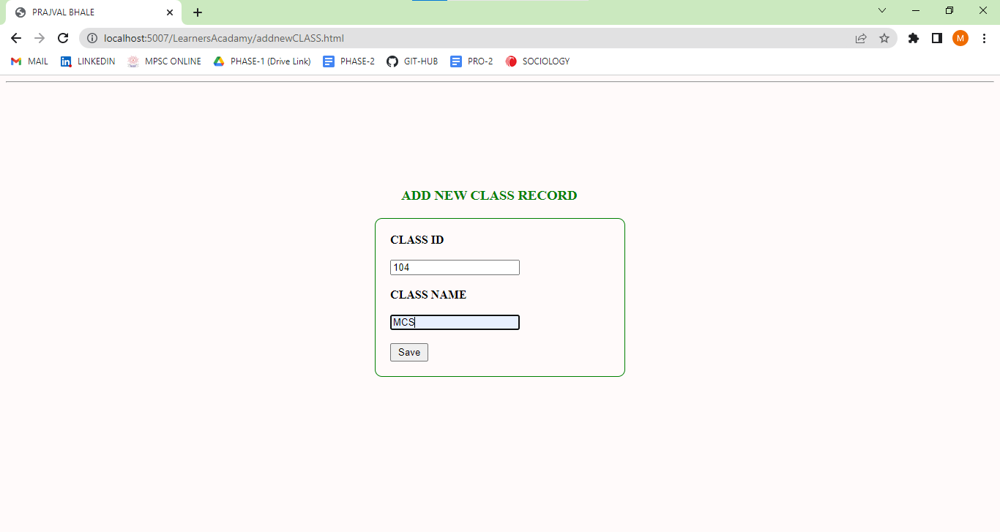 PRAJVAL BHALE
localhost:5007/LearnersAcadamy/addnewCLASS.html
M
MAIL LINKEDIN MPSC ONLINE PHASE-1 (Drive Link) PHASE-2 GIT-HUB PRO-2 SOCIOLOGY
ADD NEW CLASS RECORD
CLASS ID
104
CLASS NAME
MCS
Save